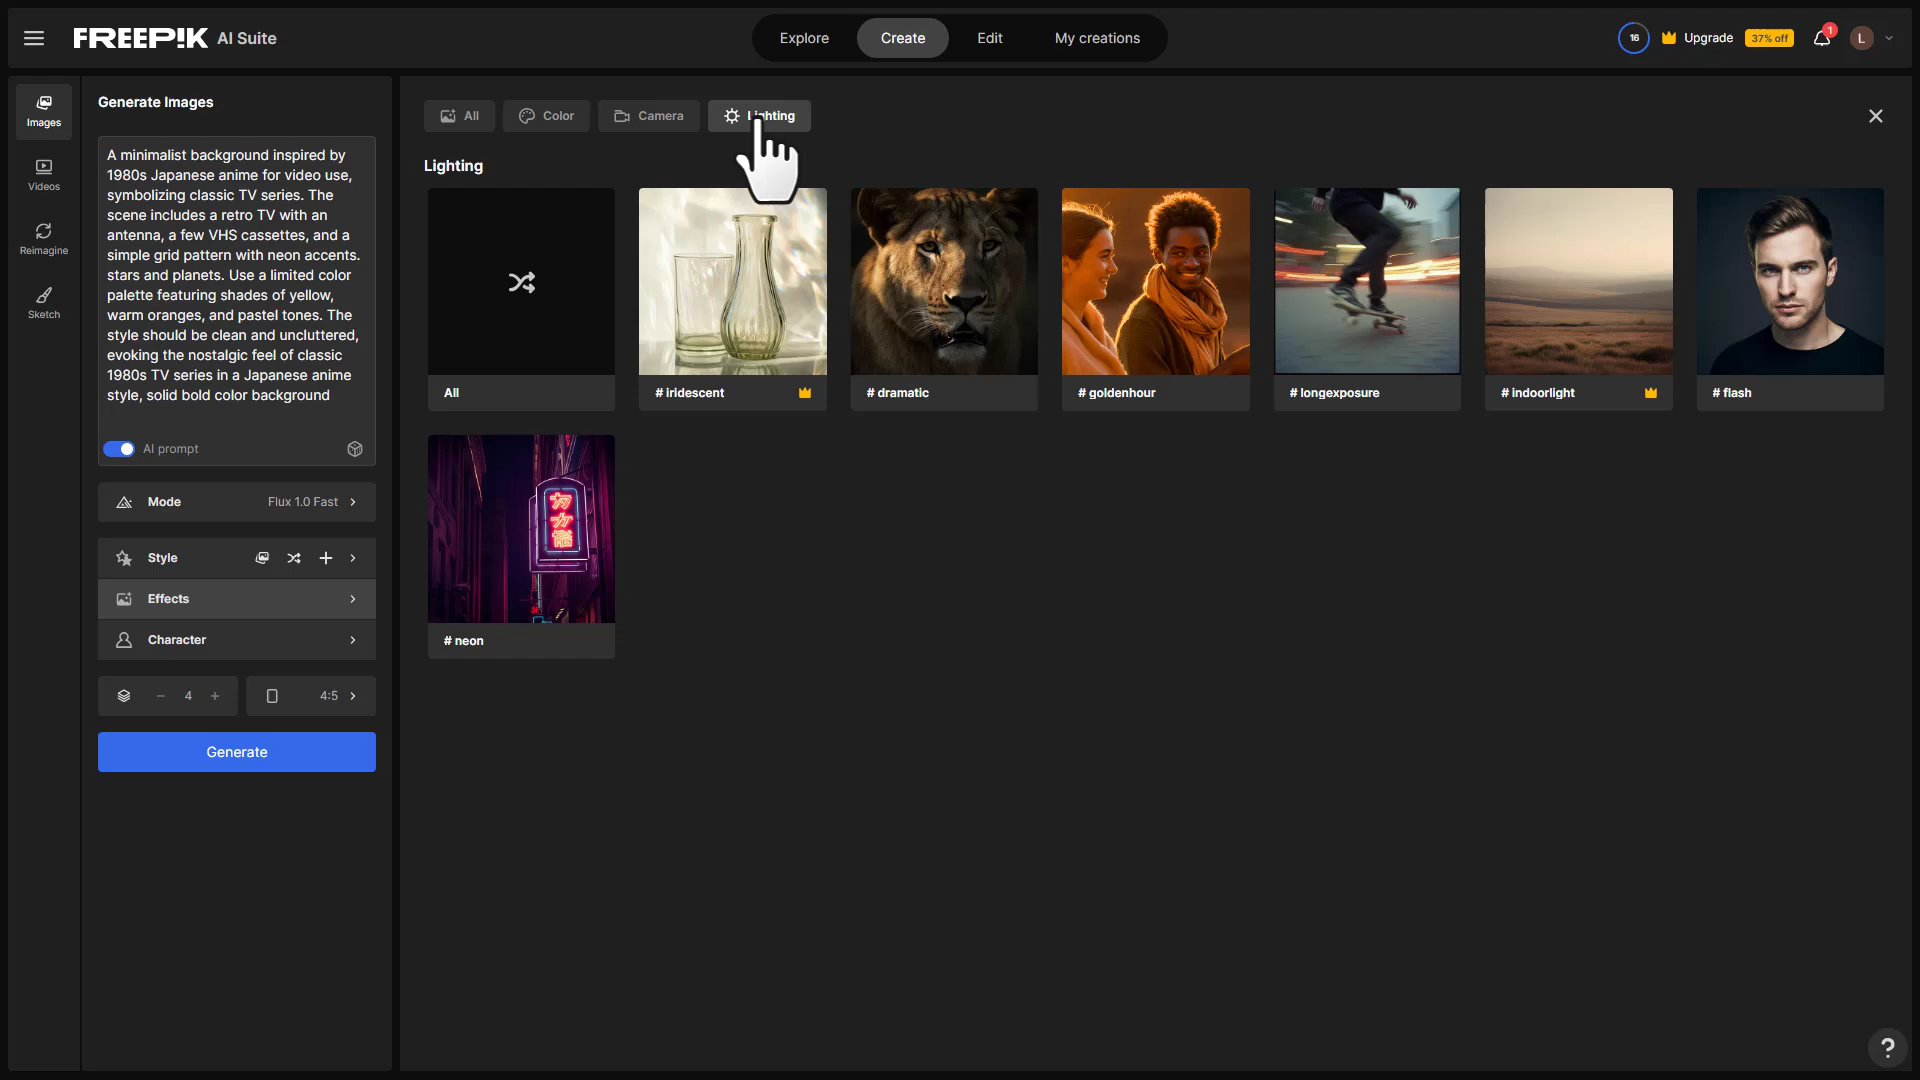 FREEPIK AI Suite
Explore
Create
Edit
My creations
16
Upgrade
37% off
1
L
Images
Videos
Reimagine
Sketch
Generate Images
A minimalist background inspired by
1980s Japanese anime for video use,
symbolizing classic TV series. The
scene includes a retro TV with an
antenna, a few VHS cassettes, and a
simple grid pattern with neon accents.
stars and planets. Use a limited color
palette featuring shades of yellow,
warm oranges, and pastel tones. The
style should be clean and uncluttered,
evoking the nostalgic feel of classic
1980s TV series in a Japanese anime
style, solid bold color background
AI prompt
Mode
Flux 1.0 Fast
Style
Effects
Character
4
4:5
Generate
All
Color
Camera
Lighting
Lighting
All
# iridescent
# dramatic
# goldenhour
# longexposure
# indoorlight
# flash
# neon
?